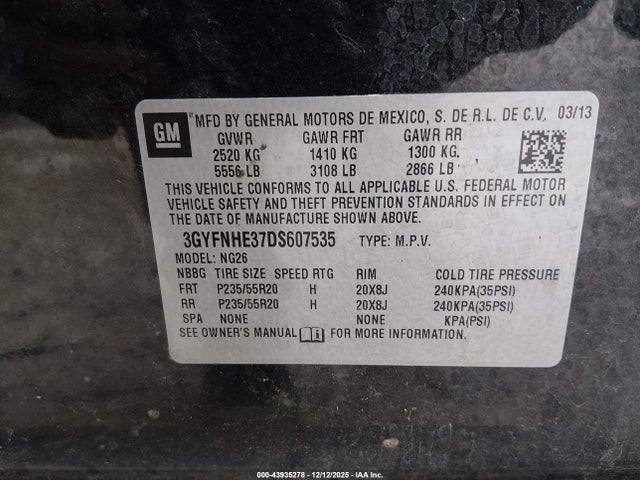 GM
MFD BY GENERAL MOTORS DE MEXICO, S. DE R.L. DE C.V. 03/13
GVWR GAWR FRT GAWR RR
2520 KG 1410 KG 1300 KG
5556 LB 3108 LB 2866 LB
THIS VEHICLE CONFORMS TO ALL APPLICABLE U.S. FEDERAL MOTOR
VEHICLE SAFETY AND THEFT PREVENTION STANDARDS IN EFFECT ON
THE DATE OF MANUFACTURE SHOWN ABOVE.
3GYFNHE37DS607535 TYPE: M.P.V.
MODEL: NG26
NBBG TIRE SIZE SPEED RTG RIM COLD TIRE PRESSURE
FRT P235/55R20 H 20X8J 240KPA(35PSI)
RR P235/55R20 H 20X8J 240KPA(35PSI)
SPA NONE NONE KPA(PSI)
SEE OWNER'S MANUAL FOR MORE INFORMATION.
000-43935278 - 12/12/2025 - IAA Inc.